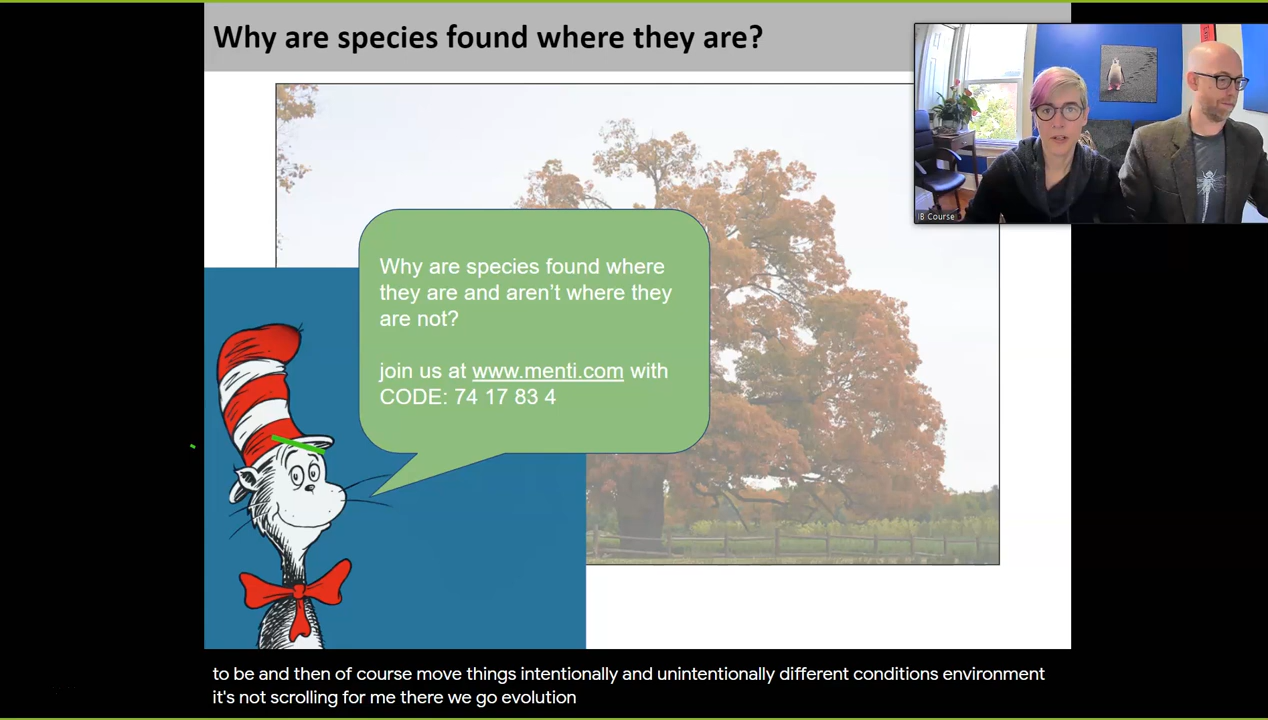 Why are species found where they are?
Why are species found where
they are and aren't where they
are not?
join us at www.menti.com with
CODE: 74 17 83 4
IB Course
to be and then of course move things intentionally and unintentionally different conditions environment
it's not scrolling for me there we go evolution